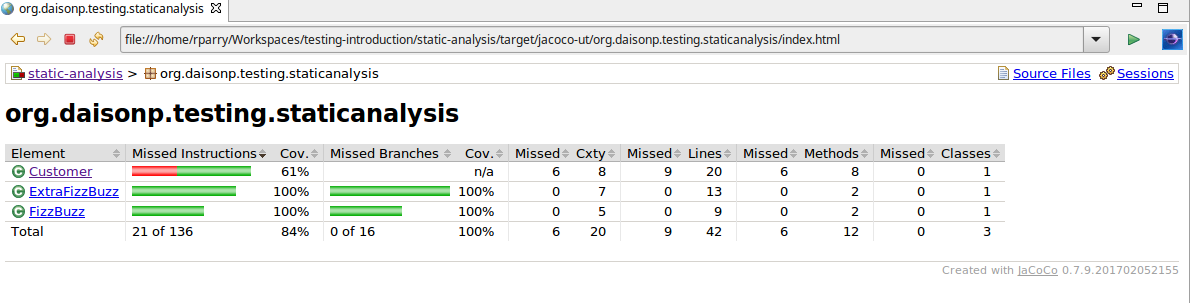 org.daisonp.testing.staticanalysis
file:///home/rparry/Workspaces/testing-introduction/static-analysis/target/jacoco-ut/org.daisonp.testing.staticanalysis/index.html
static-analysis > org.daisonp.testing.staticanalysis Source Files Sessions
org.daisonp.testing.staticanalysis
Element Missed Instructions Cov. Missed Branches Cov. Missed Cxty Missed Lines Missed Methods Missed Classes
C Customer 61% n/a 6 8 9 20 6 8 0 1
C ExtraFizzBuzz 100% 100% 0 7 0 13 0 2 0 1
C FizzBuzz 100% 100% 0 5 0 9 0 2 0 1
Total 21 of 136 84% 0 of 16 100% 6 20 9 42 6 12 0 3
Created with JaCoCo 0.7.9.201702052155